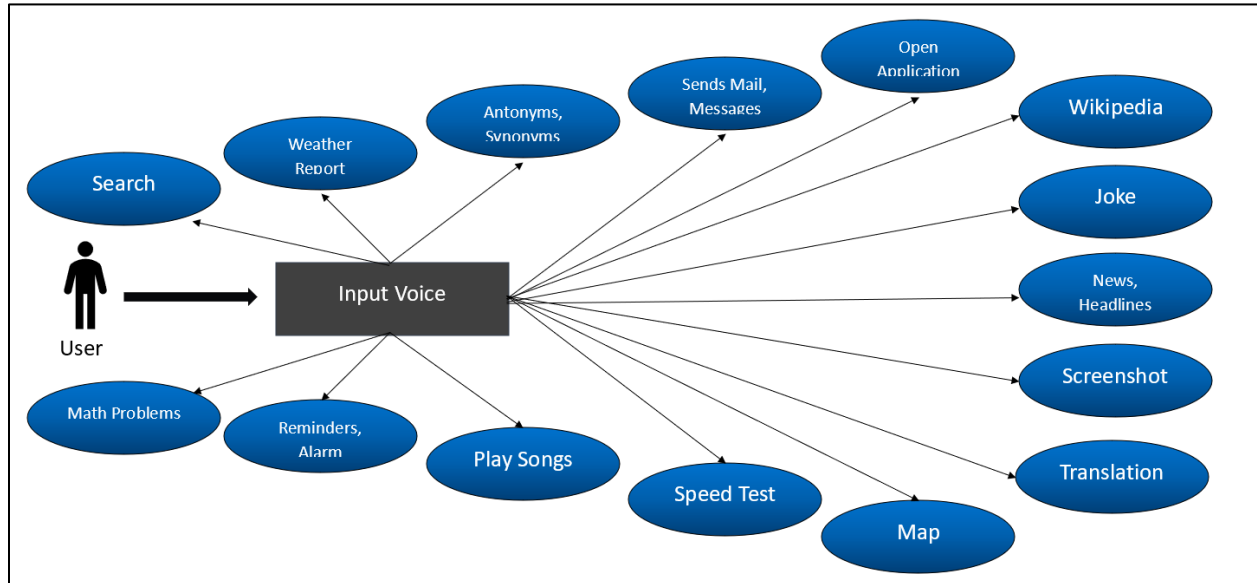 Open
Application
Sends Mail,
Messages
Wikipedia
Antonyms,
Synonyms
Weather
Report
Search
Joke
Input Voice
News,
Headlines
User
Screenshot
Math Problems
Reminders,
Alarm
Play Songs
Translation
Speed Test
Map